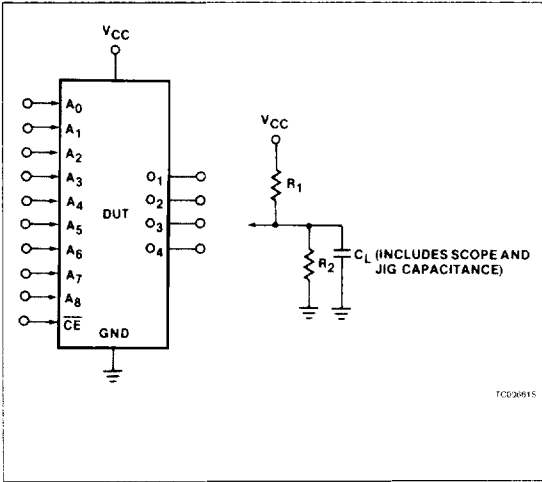 VCC
A0
A1
A2
A3
A4
A5
A6
A7
A8
CE
DUT
O1
O2
O3
O4
GND
VCC
R1
R2
CL (INCLUDES SCOPE AND
JIG CAPACITANCE)